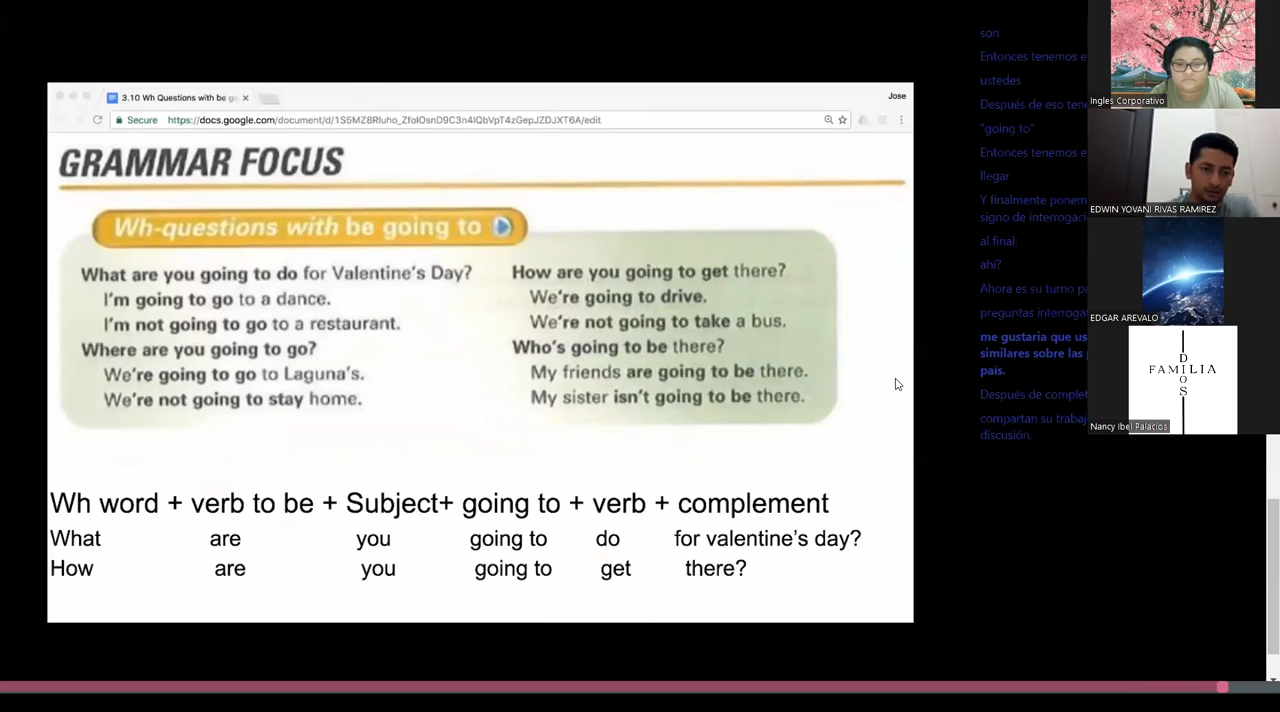 3.10 Wh Questions with be go
Jose
Secure
https://docs.google.com/document/d/1S5MZ8Rluho_ZfoIOsnD9C3n4lQbVpT4zGepJZDJXT6A/edit
GRAMMAR FOCUS
Wh-questions with be going to
What are you going to do for Valentine's Day?
I'm going to go to a dance.
I'm not going to go to a restaurant.
Where are you going to go?
We're going to go to Laguna's.
We're not going to stay home.
How are you going to get there?
We're going to drive.
We're not going to take a bus.
Who's going to be there?
My friends are going to be there.
My sister isn't going to be there.
Wh word + verb to be + Subject+ going to + verb + complement
What are you going to do for valentine's day?
How are you going to get there?
son
Entonces tenemos e
ustedes
Después de eso ten
"going to"
Entonces tenemos e
llegar
Y finalmente ponem
signo de interrogaci
al final:
ahí?
Ahora es su turno pa
preguntas interrogat
me gustaria que us
similares sobre las
país.
Después de complet
compartan su trabaj
discusión.
Ingles Corporativo
EDWIN YOVANI RIVAS RAMIREZ
EDGAR AREVALO
D
FAMILIA
O
S
Nancy Ibel Palacios